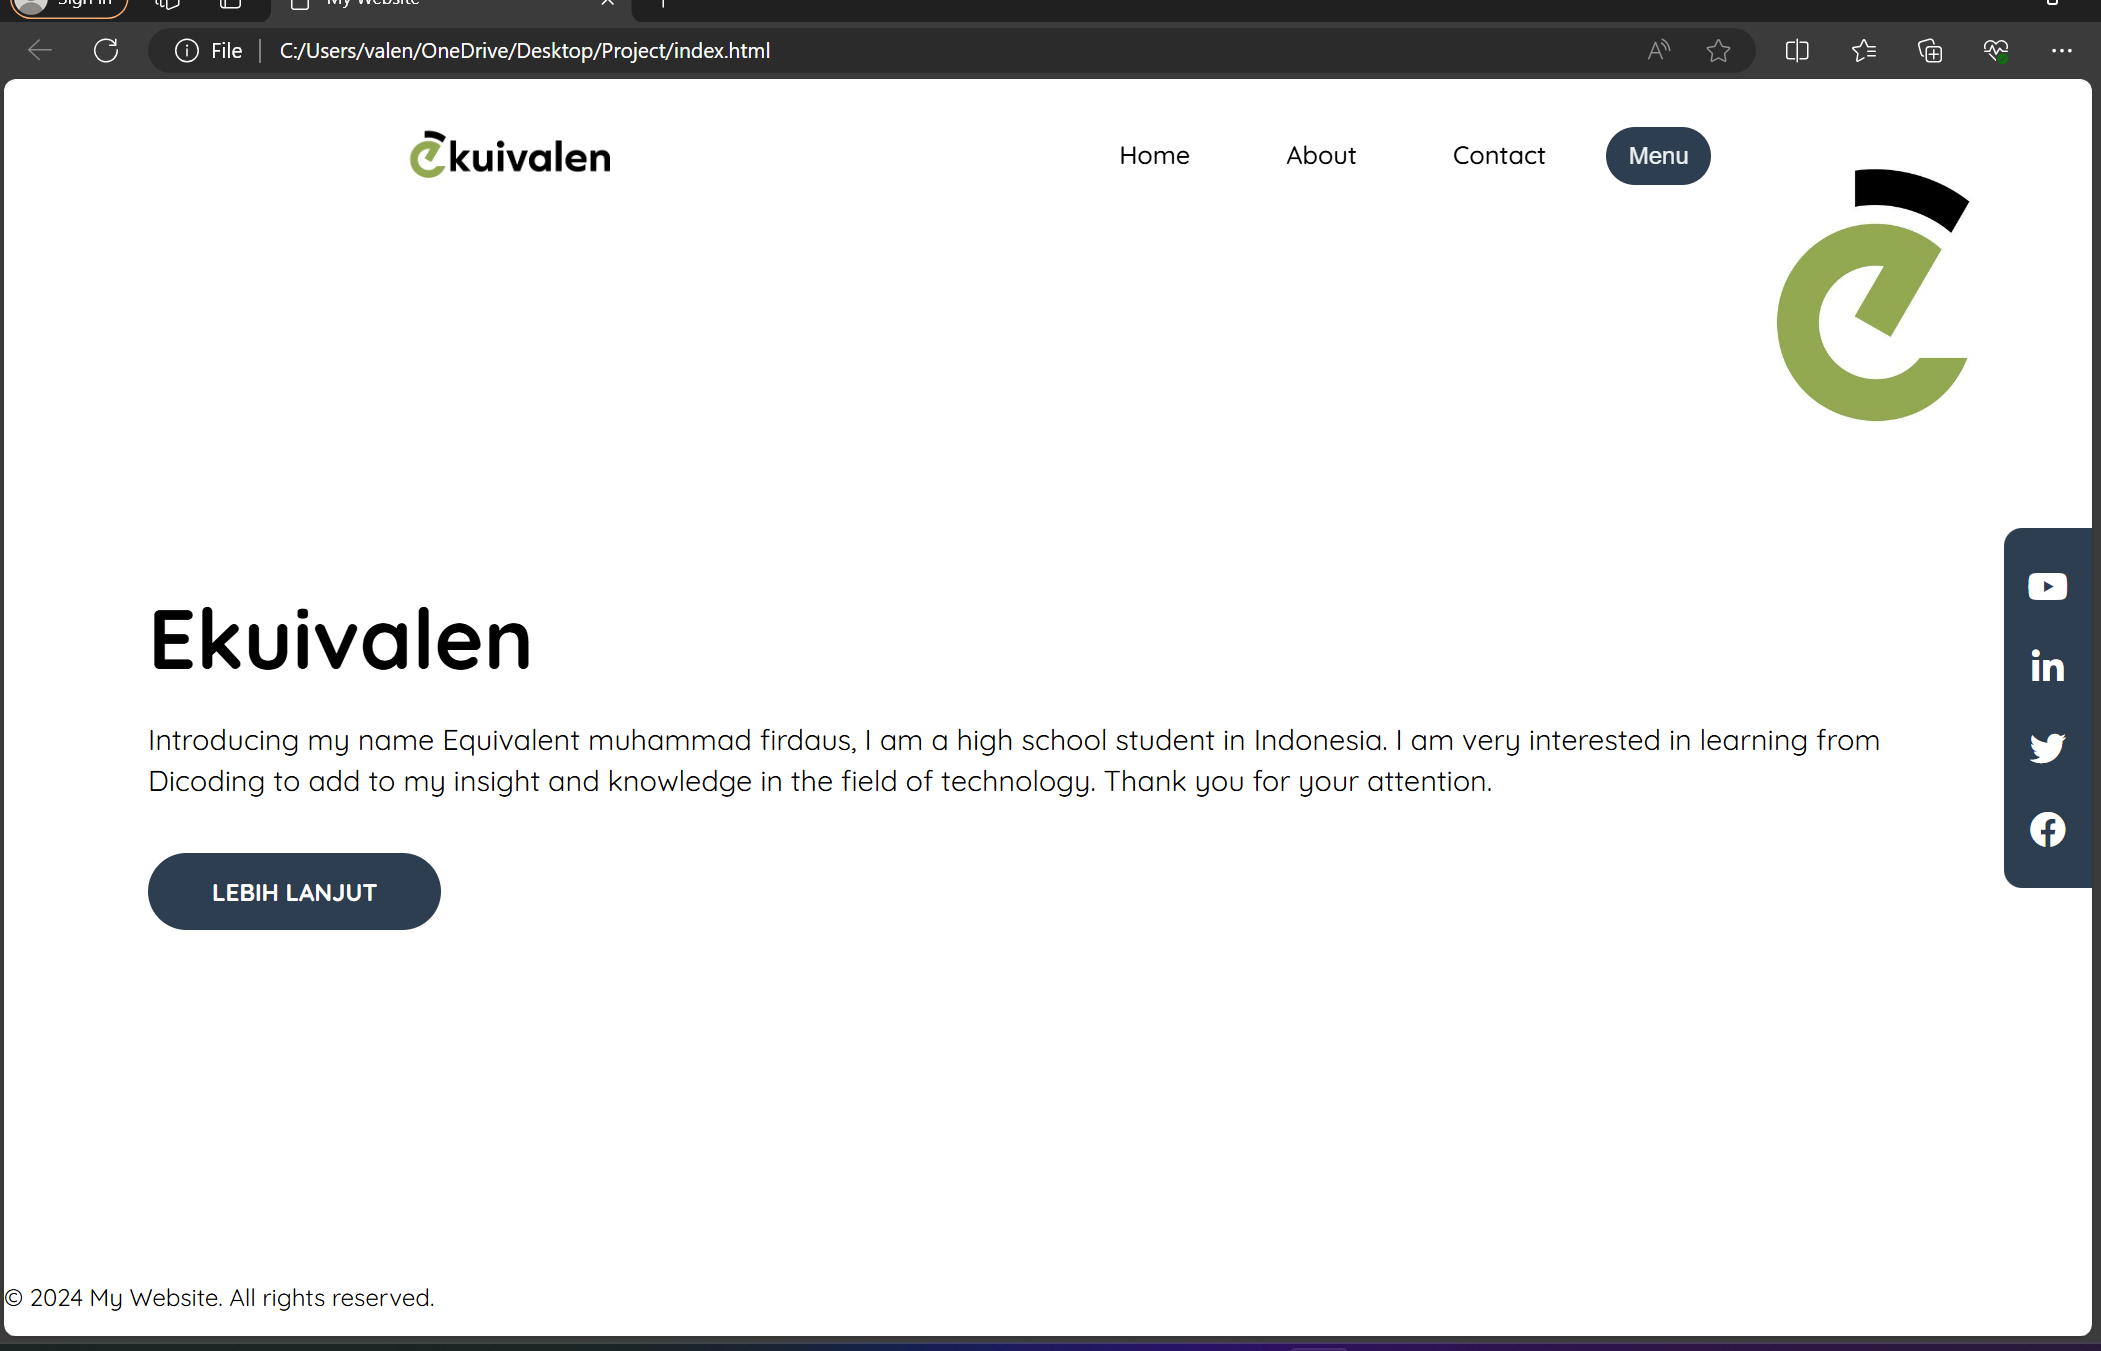 Sign in
My Website
File
C:/Users/valen/OneDrive/Desktop/Project/index.html
ekuivalen
Home
About
Contact
Menu
Ekuivalen
Introducing my name Equivalent muhammad firdaus, I am a high school student in Indonesia. I am very interested in learning from
Dicoding to add to my insight and knowledge in the field of technology. Thank you for your attention.
LEBIH LANJUT
© 2024 My Website. All rights reserved.